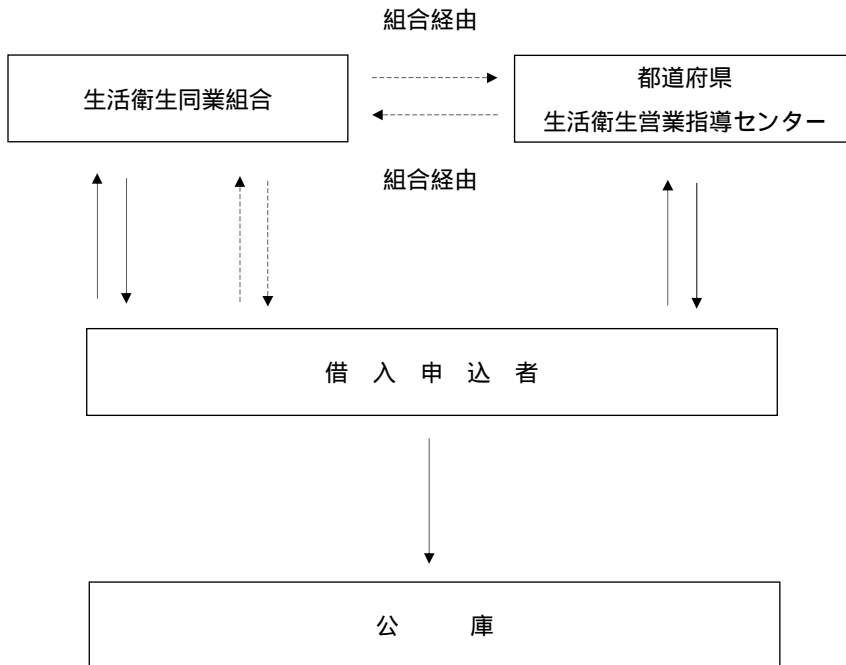 組合経由
生活衛生同業組合
都道府県
生活衛生営業指導センター
組合経由
借　入　申　込　者
公　　　庫